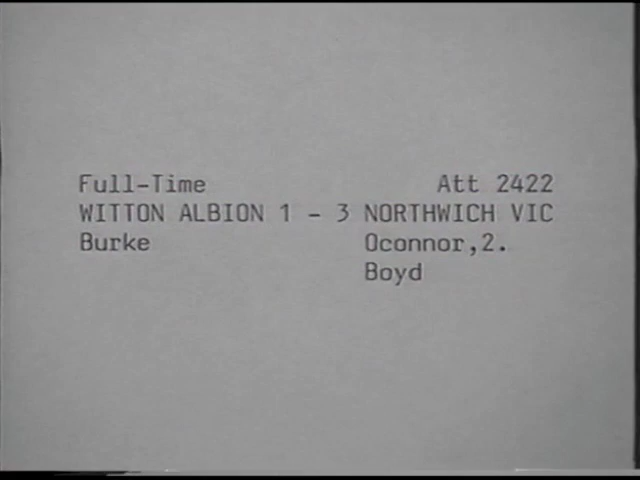 Full-Time Att 2422
WITTON ALBION 1 - 3 NORTHWICH VIC
Burke Oconnor,2.
Boyd